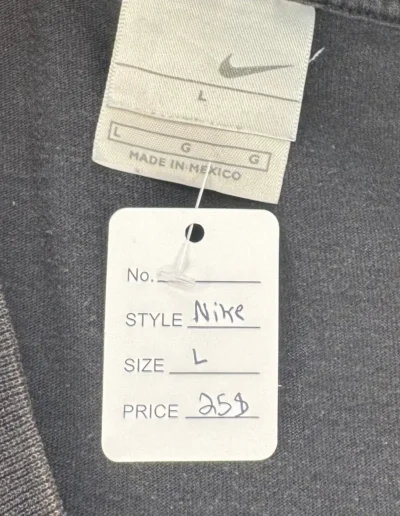 L
L G G
MADE IN MEXICO
No.
STYLE Nike
SIZE L
PRICE 25$